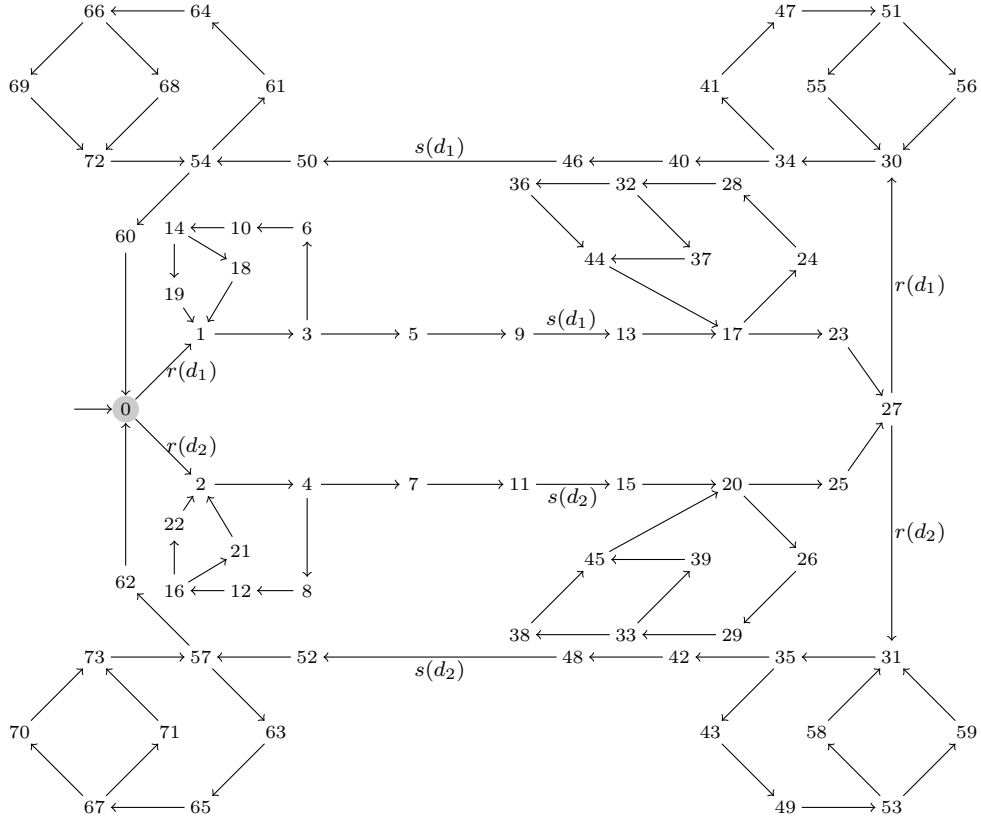 66 64 47 51
69 68 61 41 55 56
s(d₁)
72 54 50 46 40 34 30
36 32 28
60 14 10 6
44 37 24
18
r(d₁)
19
s(d₁)
1 3 5 9 13 17 23
r(d₁)
0 27
r(d₂)
2 4 7 11 15 20 25
s(d₂)
22
r(d₂)
21 45 39 26
62 16 12 8
38 33 29
73 57 52 48 42 35 31
s(d₂)
70 71 63 43 58 59
67 65 49 53